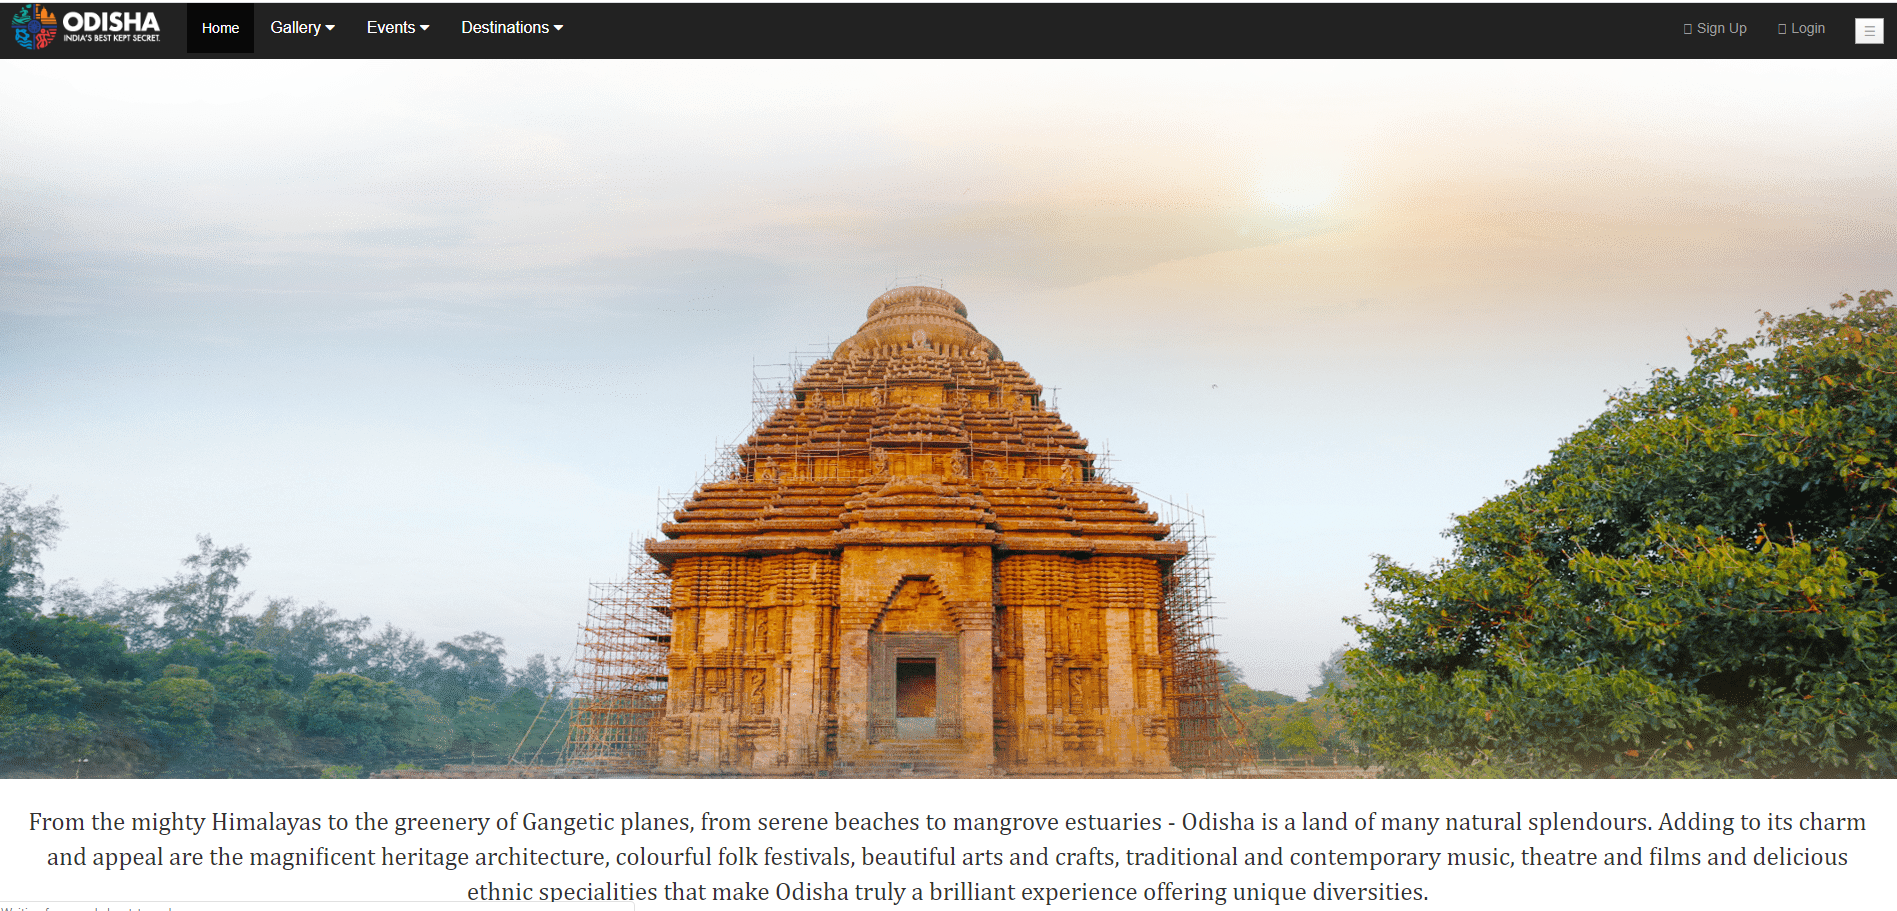 ODISHA
INDIA'S BEST KEPT SECRET.
Home Gallery Events Destinations Sign Up Login
From the mighty Himalayas to the greenery of Gangetic planes, from serene beaches to mangrove estuaries - Odisha is a land of many natural splendours. Adding to its charm
and appeal are the magnificent heritage architecture, colourful folk festivals, beautiful arts and crafts, traditional and contemporary music, theatre and films and delicious
ethnic specialities that make Odisha truly a brilliant experience offering unique diversities.